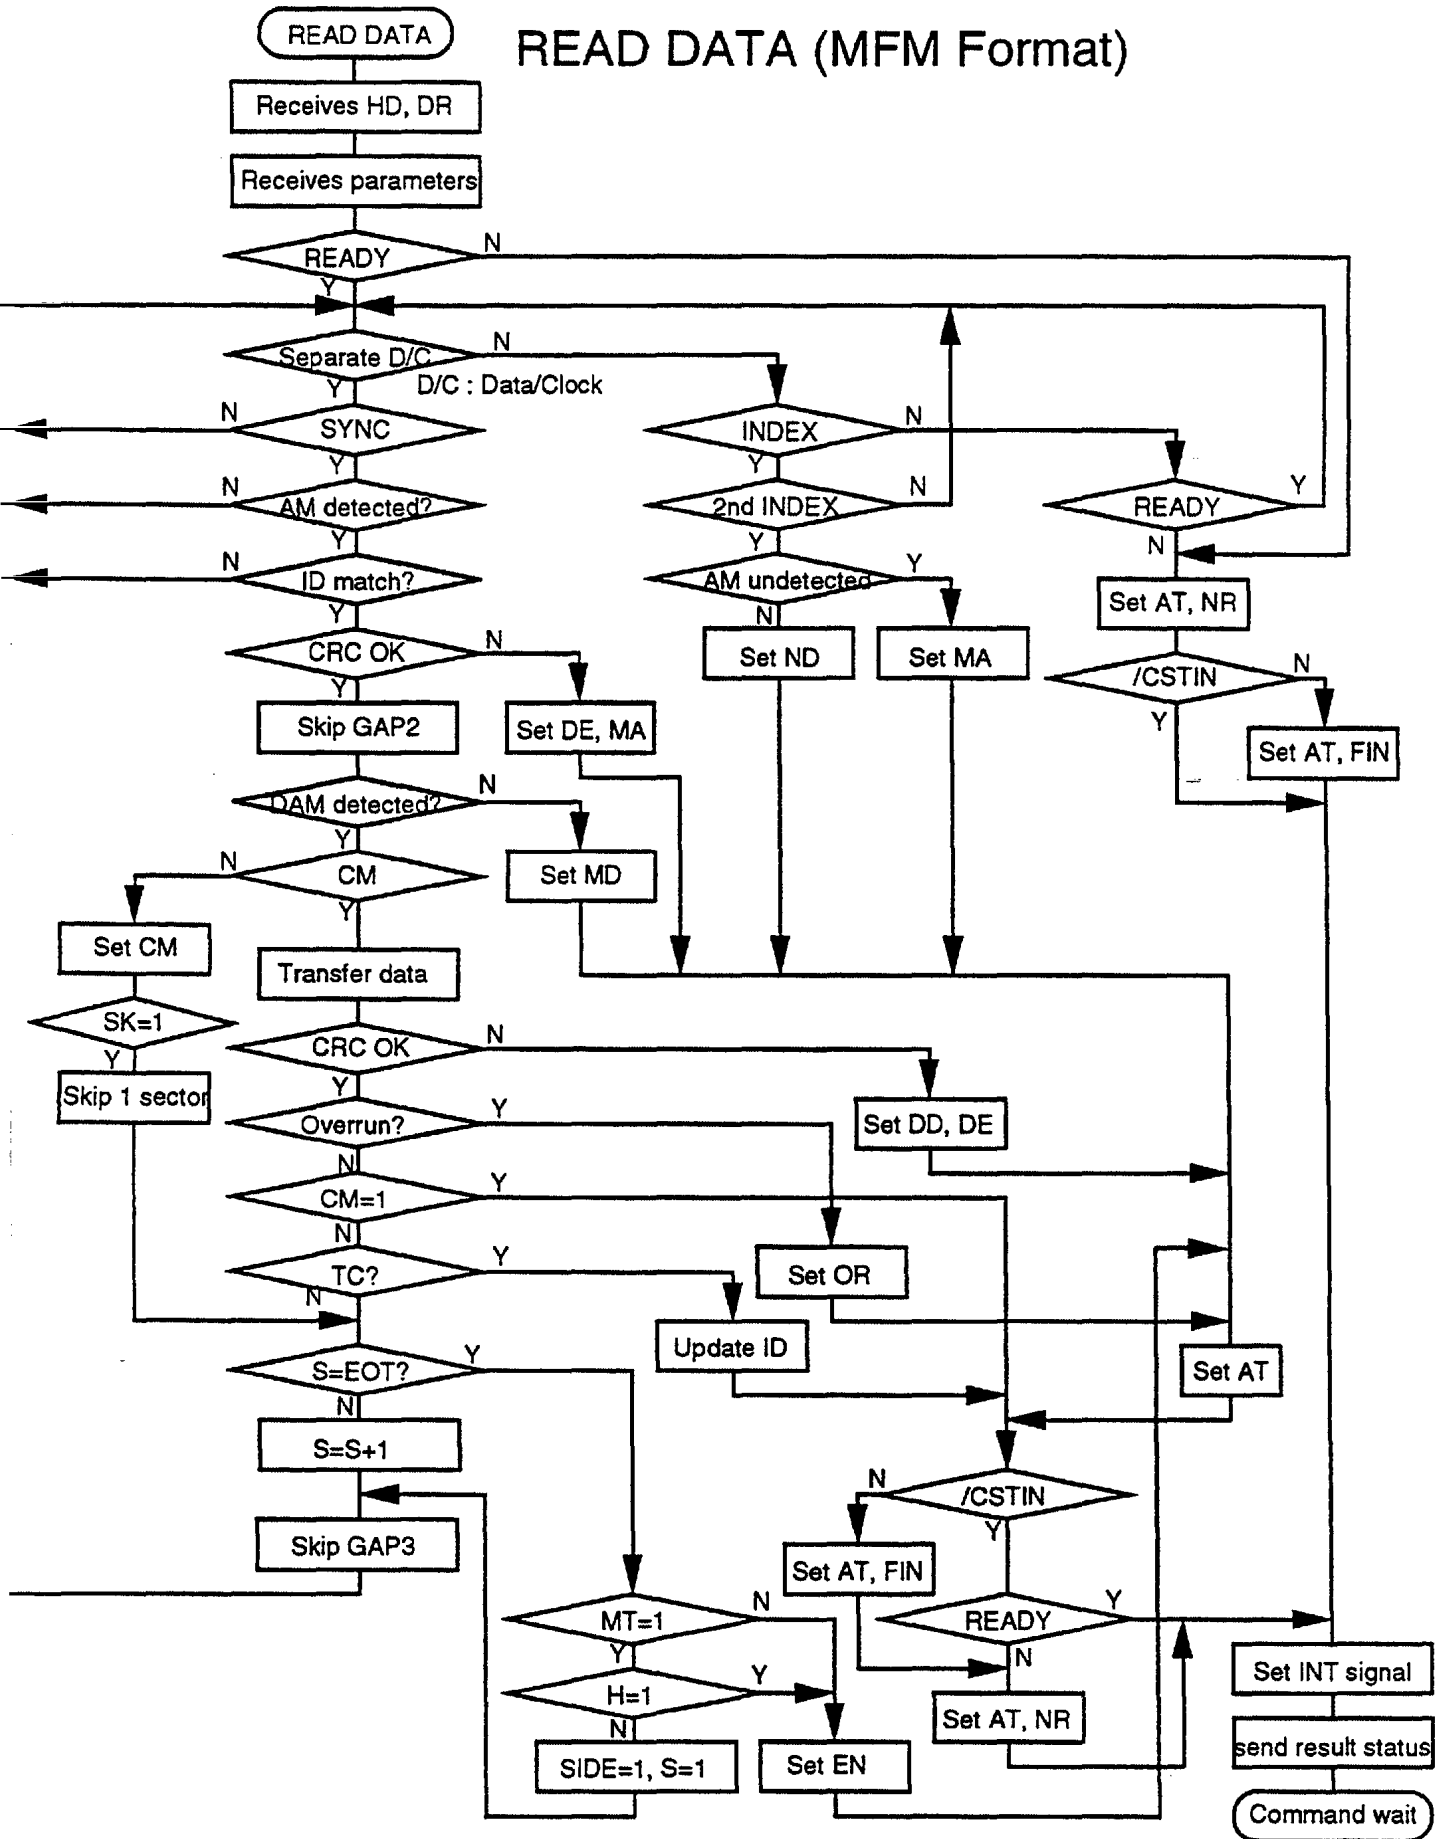 READ DATA
READ DATA (MFM Format)
Receives HD, DR
Receives parameters
N
READY
Y
N
Separate D/C
Y
D/C : Data/Clock
N
SYNC
Y
INDEX
N
Y
N
AM detected?
Y
2nd INDEX
N
Y
READY
Y
N
N
ID match?
Y
AM undetected
Y
N
Set AT, NR
CRC OK
N
Y
Set ND
Set MA
/CSTIN
N
Y
Skip GAP2
Set DE, MA
Set AT, FIN
DAM detected?
N
Y
N
CM
Y
Set MD
Set CM
Transfer data
SK=1
Y
CRC OK
N
Y
Skip 1 sector
Overrun?
Y
N
Set DD, DE
CM=1
Y
N
TC?
Y
N
Set OR
Update ID
S=EOT?
Y
N
Set AT
S=S+1
N
/CSTIN
Y
Skip GAP3
Set AT, FIN
MT=1
N
Y
READY
Y
N
H=1
Y
N
Set INT signal
Set AT, NR
SIDE=1, S=1
Set EN
send result status
Command wait